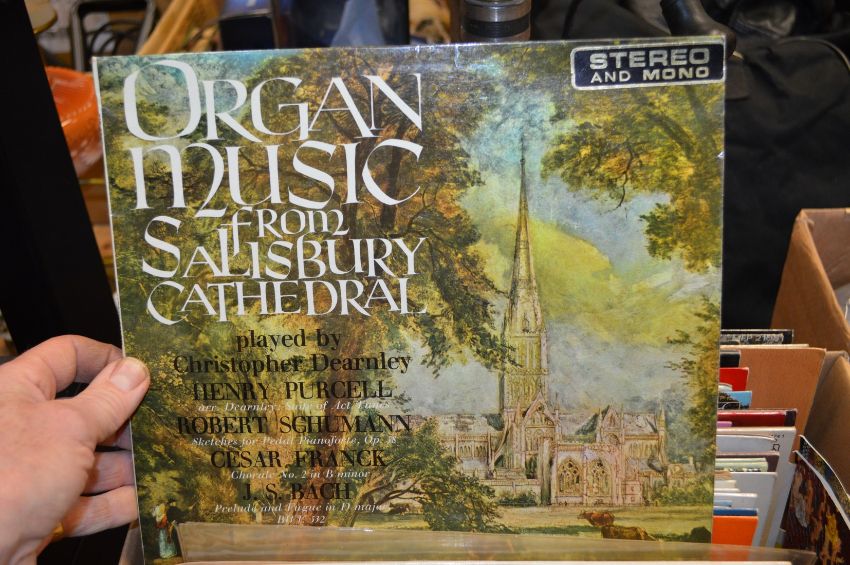 STEREO
AND MONO
ORGAN
MUSIC
from
SALISBURY
CATHEDRAL
played by
Christopher Dearnley
HENRY PURCELL
arr. Dearnley: Suite of Act Tunes
ROBERT SCHUMANN
Sketches for Pedal Pianoforte, Op. 58
CESAR FRANCK
Chorale No. 2 in B minor
J. S. BACH
Prelude and Fugue in D major
BWV 532